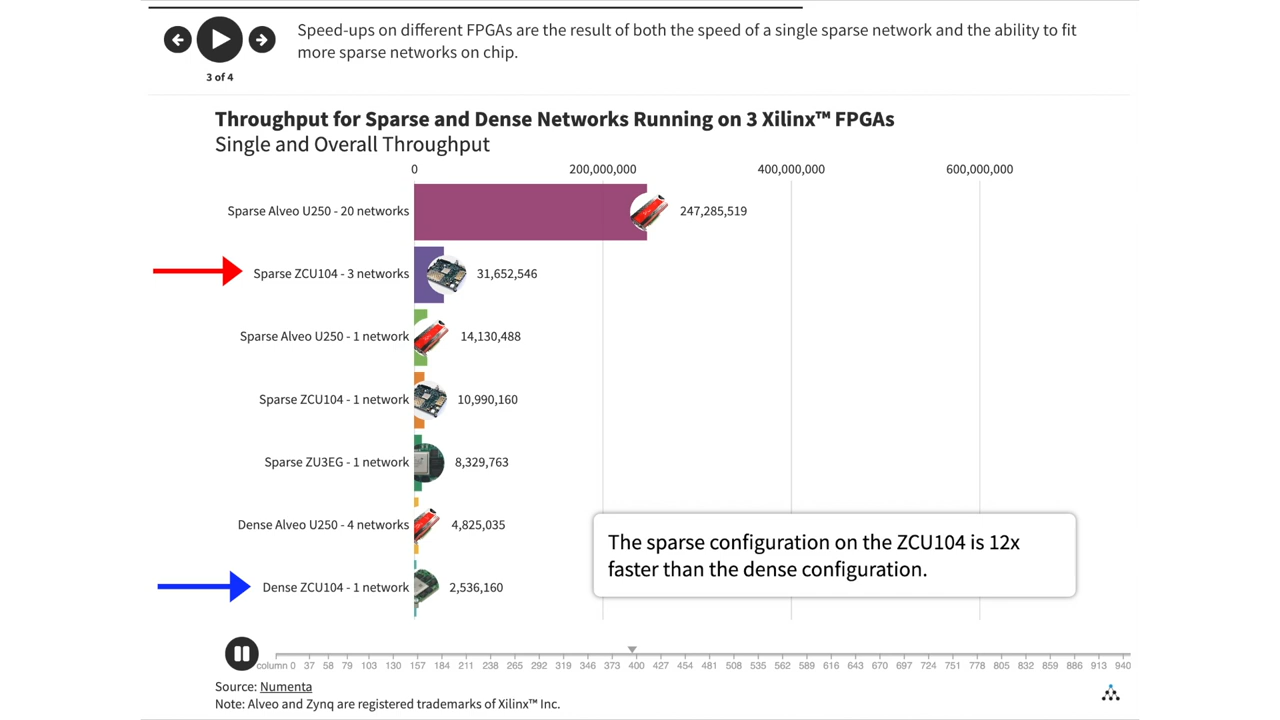 Speed-ups on different FPGAs are the result of both the speed of a single sparse network and the ability to fit
more sparse networks on chip.
3 of 4
Throughput for Sparse and Dense Networks Running on 3 Xilinx™ FPGAs
Single and Overall Throughput
0 200,000,000 400,000,000 600,000,000
Sparse Alveo U250 - 20 networks 247,285,519
Sparse ZCU104 - 3 networks 31,652,546
Sparse Alveo U250 - 1 network 14,130,488
Sparse ZCU104 - 1 network 10,990,160
Sparse ZU3EG - 1 network 8,329,763
Dense Alveo U250 - 4 networks 4,825,035
The sparse configuration on the ZCU104 is 12x
faster than the dense configuration.
Dense ZCU104 - 1 network 2,536,160
column 0 37 58 79 103 130 157 184 211 238 265 292 319 346 373 400 427 454 481 508 535 562 589 616 643 670 697 724 751 778 805 832 859 886 913 940
Source: Numenta
Note: Alveo and Zynq are registered trademarks of Xilinx™ Inc.